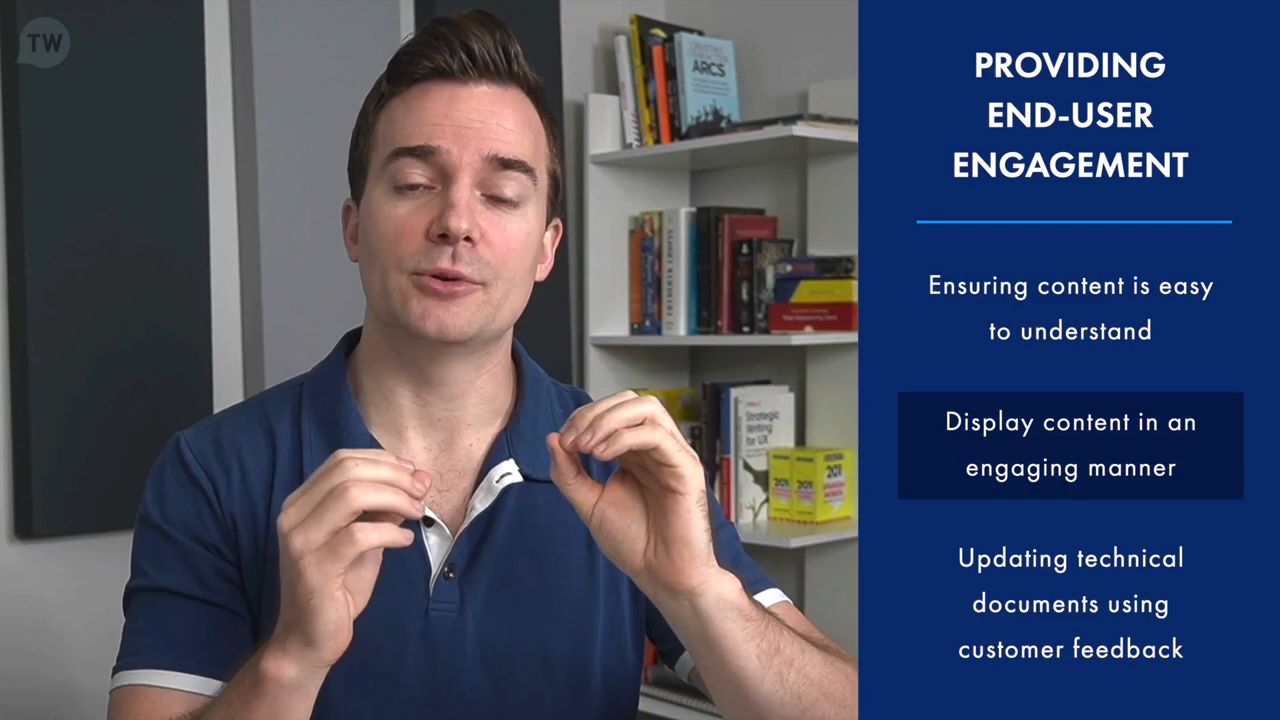 TW
PROVIDING
END-USER
ENGAGEMENT
Ensuring content is easy
to understand
Display content in an
engaging manner
Updating technical
documents using
customer feedback
ARCS
Strategic
Writing
for UX
201
201